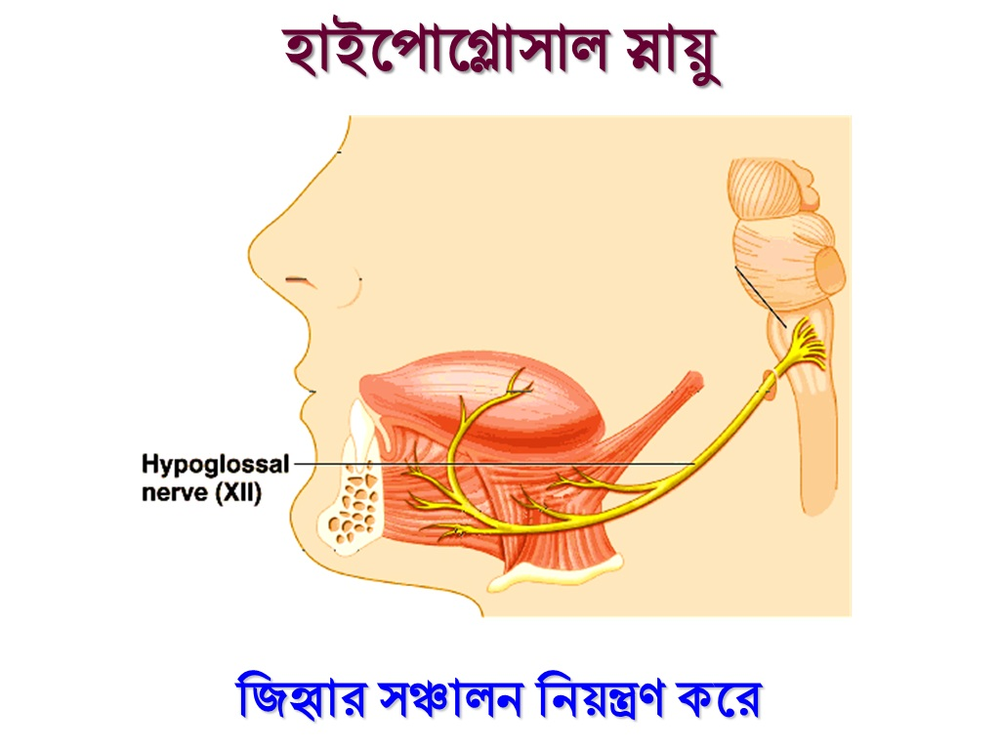 হাইপোগ্লোসাল স্নায়ু
Hypoglossal
nerve (XII)
জিহ্বার সঞ্চালন নিয়ন্ত্রণ করে